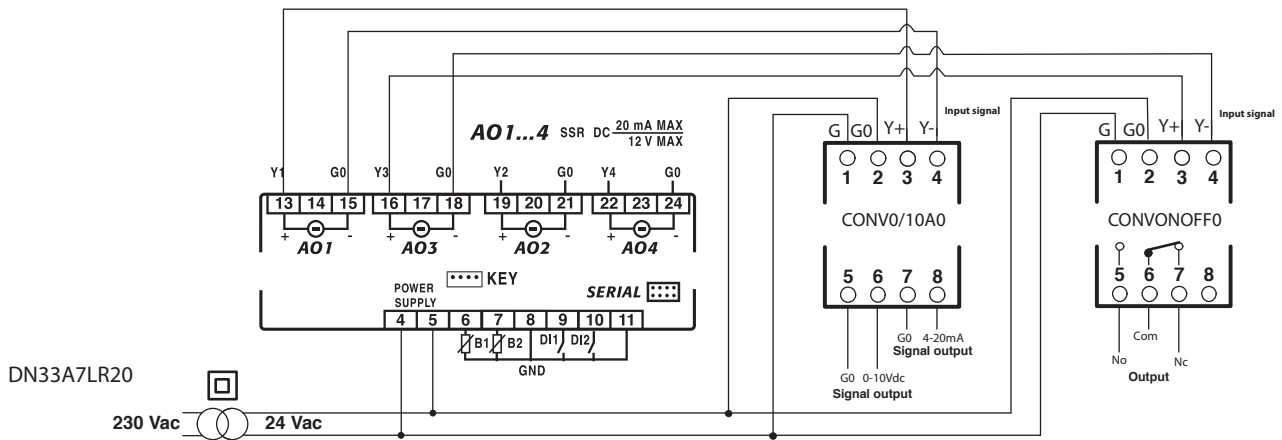 Input signal
Input signal
AO1...4 SSR DC 20 mA MAX
12 V MAX
G G0 Y+ Y-
G G0 Y+ Y-
Y1 G0 Y3 G0 Y2 G0 Y4 G0
1 2 3 4
1 2 3 4
13 14 15 16 17 18 19 20 21 22 23 24
CONV0/10A0
CONVONOFF0
+ - + - + - + -
AO1 AO3 AO2 AO4
KEY
POWER
SUPPLY
SERIAL
5 6 7 8
5 6 7 8
4 5 6 7 8 9 10 11
B1 B2 DI1 DI2
GND
G0 4-20mA
Signal output
G0 0-10Vdc
Signal output
Com
No Nc
Output
DN33A7LR20
230 Vac 24 Vac